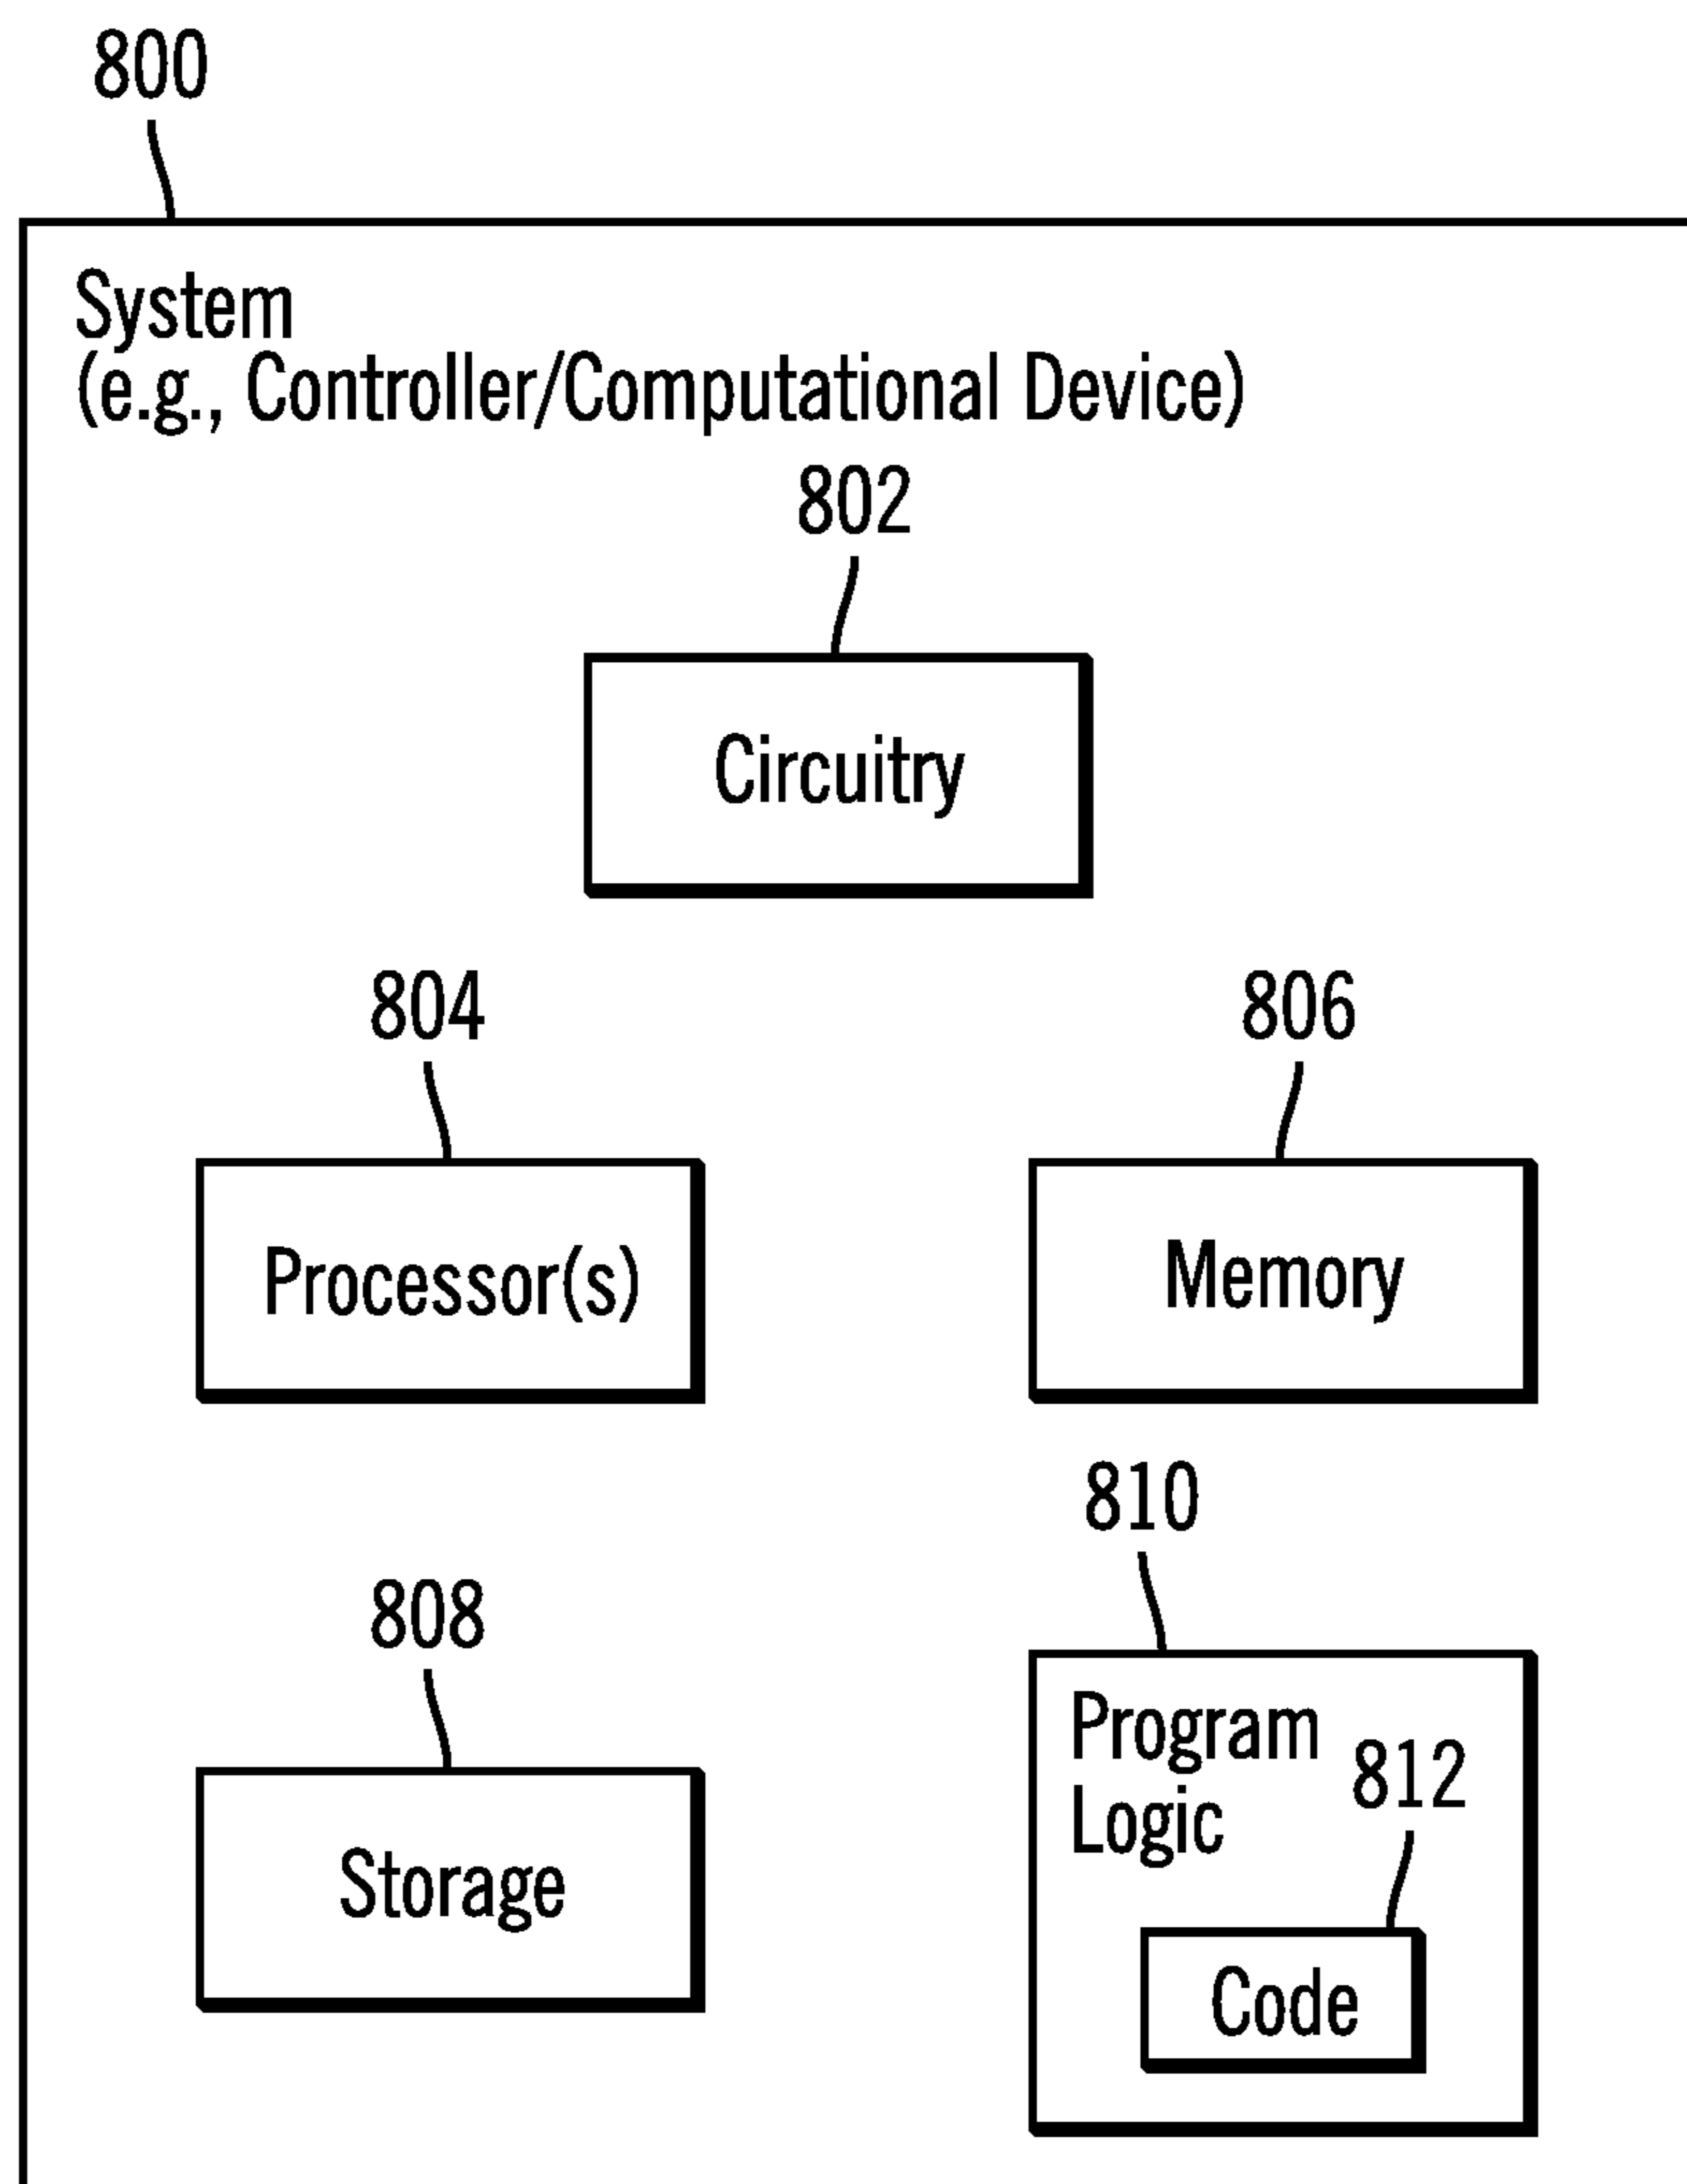 800
System
(e.g., Controller/Computational Device)
802
Circuitry
804
806
Processor(s)
Memory
810
808
Program
Logic
812
Storage
Code